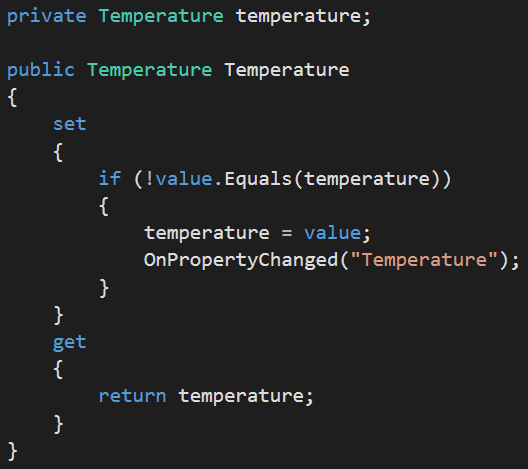 private Temperature temperature;
public Temperature Temperature
{
set
{
if (!value.Equals(temperature))
{
temperature = value;
OnPropertyChanged("Temperature");
}
}
get
{
return temperature;
}
}